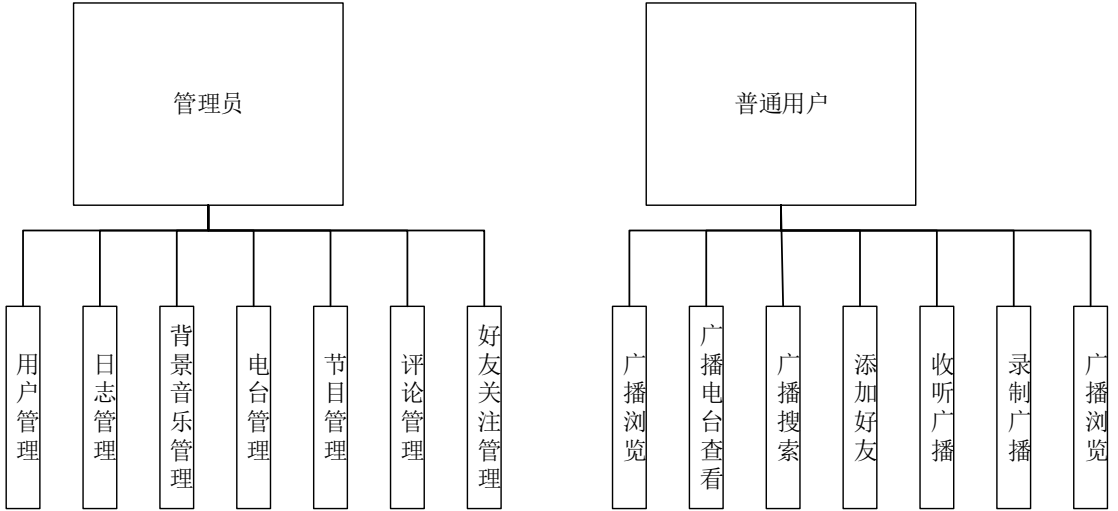 管理员
普通用户
用户管理
日志管理
背景音乐管理
电台管理
节目管理
评论管理
好友关注管理
广播浏览
广播电台查看
广播搜索
添加好友
收听广播
录制广播
广播浏览